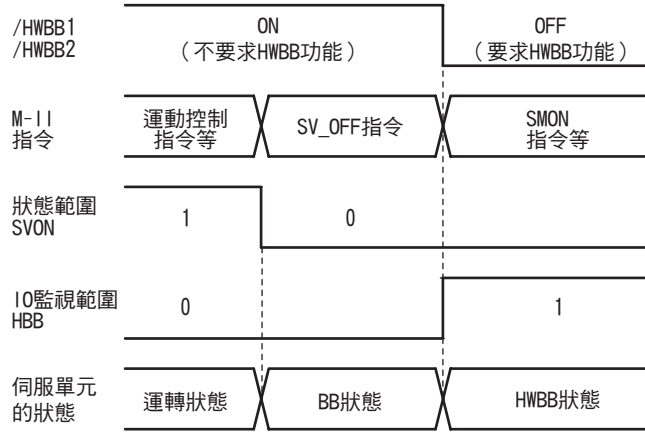 /HWBB1
/HWBB2
ON
(不要求HWBB功能)
OFF
(要求HWBB功能)
M-II
指令
運動控制
指令等
SV_OFF指令
SMON
指令等
狀態範圍
SVON
1
0
IO監視範圍
HBB
0
1
伺服單元
的狀態
運轉狀態
BB狀態
HWBB狀態